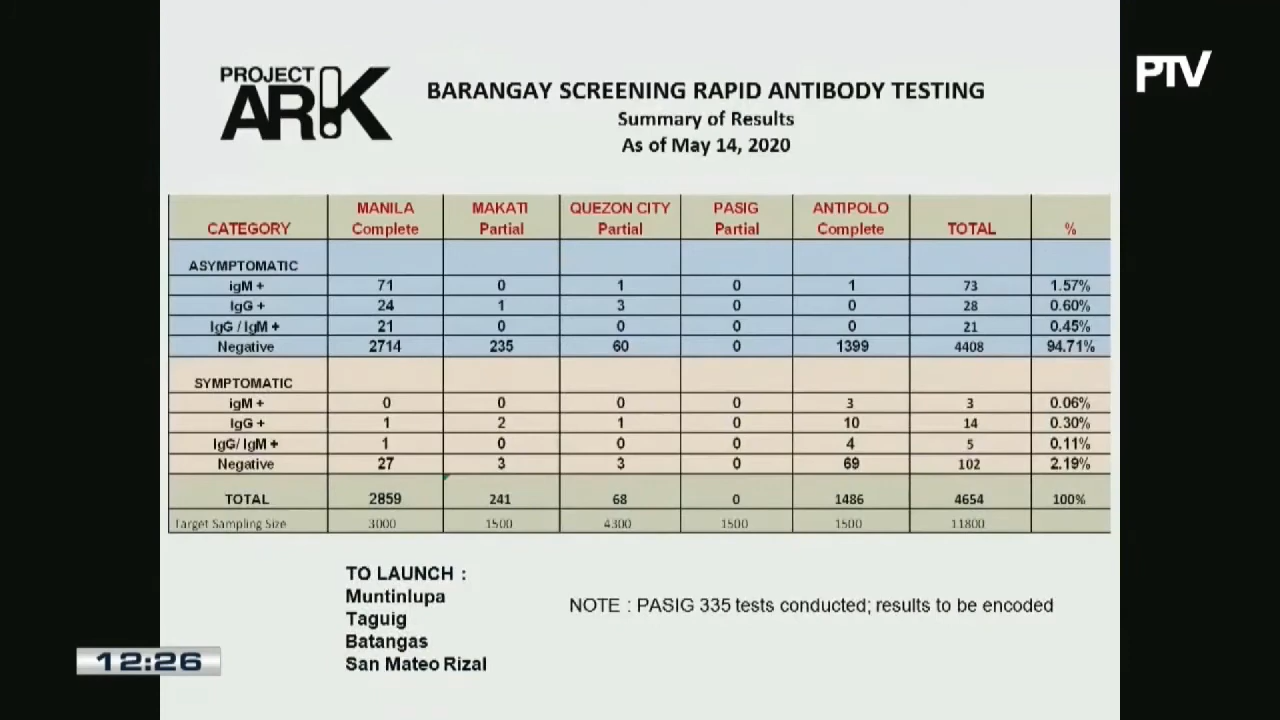 PROJECT
ARK
PTV
BARANGAY SCREENING RAPID ANTIBODY TESTING
Summary of Results
As of May 14, 2020
CATEGORY MANILA Complete MAKATI Partial QUEZON CITY Partial PASIG Partial ANTIPOLO Complete TOTAL %
ASYMPTOMATIC
igM + 71 0 1 0 1 73 1.57%
IgG + 24 1 3 0 0 28 0.60%
IgG / IgM + 21 0 0 0 0 21 0.45%
Negative 2714 235 60 0 1399 4408 94.71%
SYMPTOMATIC
igM + 0 0 0 0 3 3 0.06%
IgG + 1 2 1 0 10 14 0.30%
IgG/ IgM + 1 0 0 0 4 5 0.11%
Negative 27 3 3 0 69 102 2.19%
TOTAL 2859 241 68 0 1486 4654 100%
Target Sampling Size 3000 1500 4300 1500 1500 11800
TO LAUNCH :
Muntinlupa
Taguig
Batangas
San Mateo Rizal
NOTE : PASIG 335 tests conducted; results to be encoded
12:26